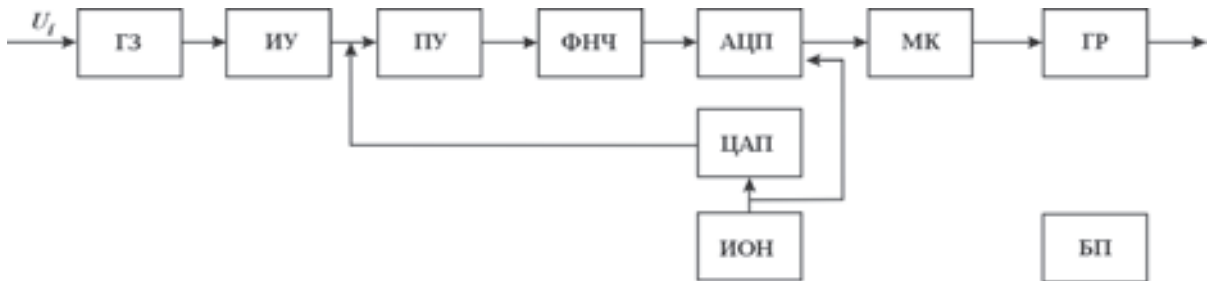 U_i
ГЗ ИУ ПУ ФНЧ АЦП МК ГР
ЦАП
ИОН БП